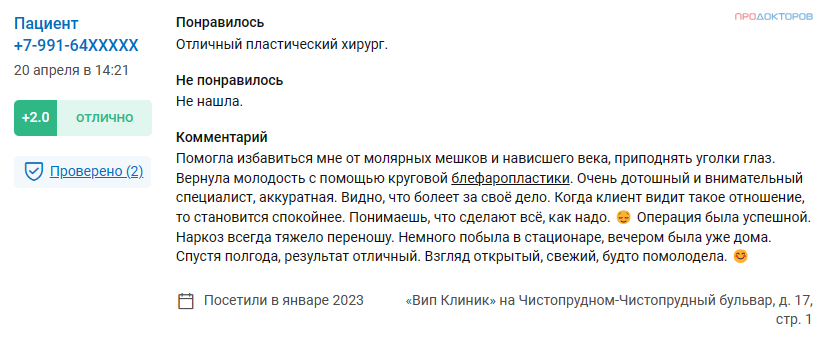 Пациент
+7-991-64XXXXX
20 апреля в 14:21
+2.0 ОТЛИЧНО
Проверено (2)
ПРОДОКТОРОВ
Понравилось
Отличный пластический хирург.
Не понравилось
Не нашла.
Комментарий
Помогла избавиться мне от молярных мешков и нависшего века, приподнять уголки глаз.
Вернула молодость с помощью круговой блефаропластики. Очень дотошный и внимательный
специалист, аккуратная. Видно, что болеет за своё дело. Когда клиент видит такое отношение,
то становится спокойнее. Понимаешь, что сделают всё, как надо. 😌 Операция была успешной.
Наркоз всегда тяжело переношу. Немного побыла в стационаре, вечером была уже дома.
Спустя полгода, результат отличный. Взгляд открытый, свежий, будто помолодела. 😊
Посетили в январе 2023
«Вип Клиник» на Чистопрудном-Чистопрудный бульвар, д. 17,
стр. 1